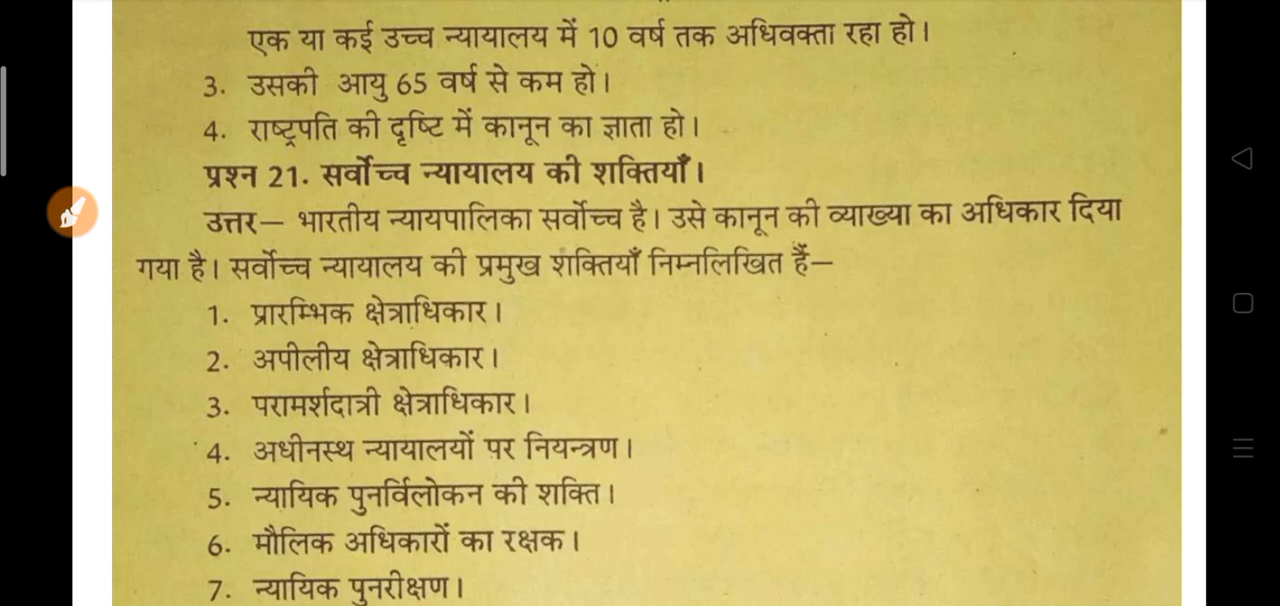 एक या कई उच्च न्यायालय में 10 वर्ष तक अधिवक्ता रहा हो।
3. उसकी आयु 65 वर्ष से कम हो।
4. राष्ट्रपति की दृष्टि में कानून का ज्ञाता हो।
प्रश्न 21. सर्वोच्च न्यायालय की शक्तियाँ।
उत्तर— भारतीय न्यायपालिका सर्वोच्च है। उसे कानून की व्याख्या का अधिकार दिया
गया है। सर्वोच्च न्यायालय की प्रमुख शक्तियाँ निम्नलिखित हैं—
1. प्रारम्भिक क्षेत्राधिकार।
2. अपीलीय क्षेत्राधिकार।
3. परामर्शदात्री क्षेत्राधिकार।
4. अधीनस्थ न्यायालयों पर नियन्त्रण।
5. न्यायिक पुनर्विलोकन की शक्ति।
6. मौलिक अधिकारों का रक्षक।
7. न्यायिक पुनरीक्षण।